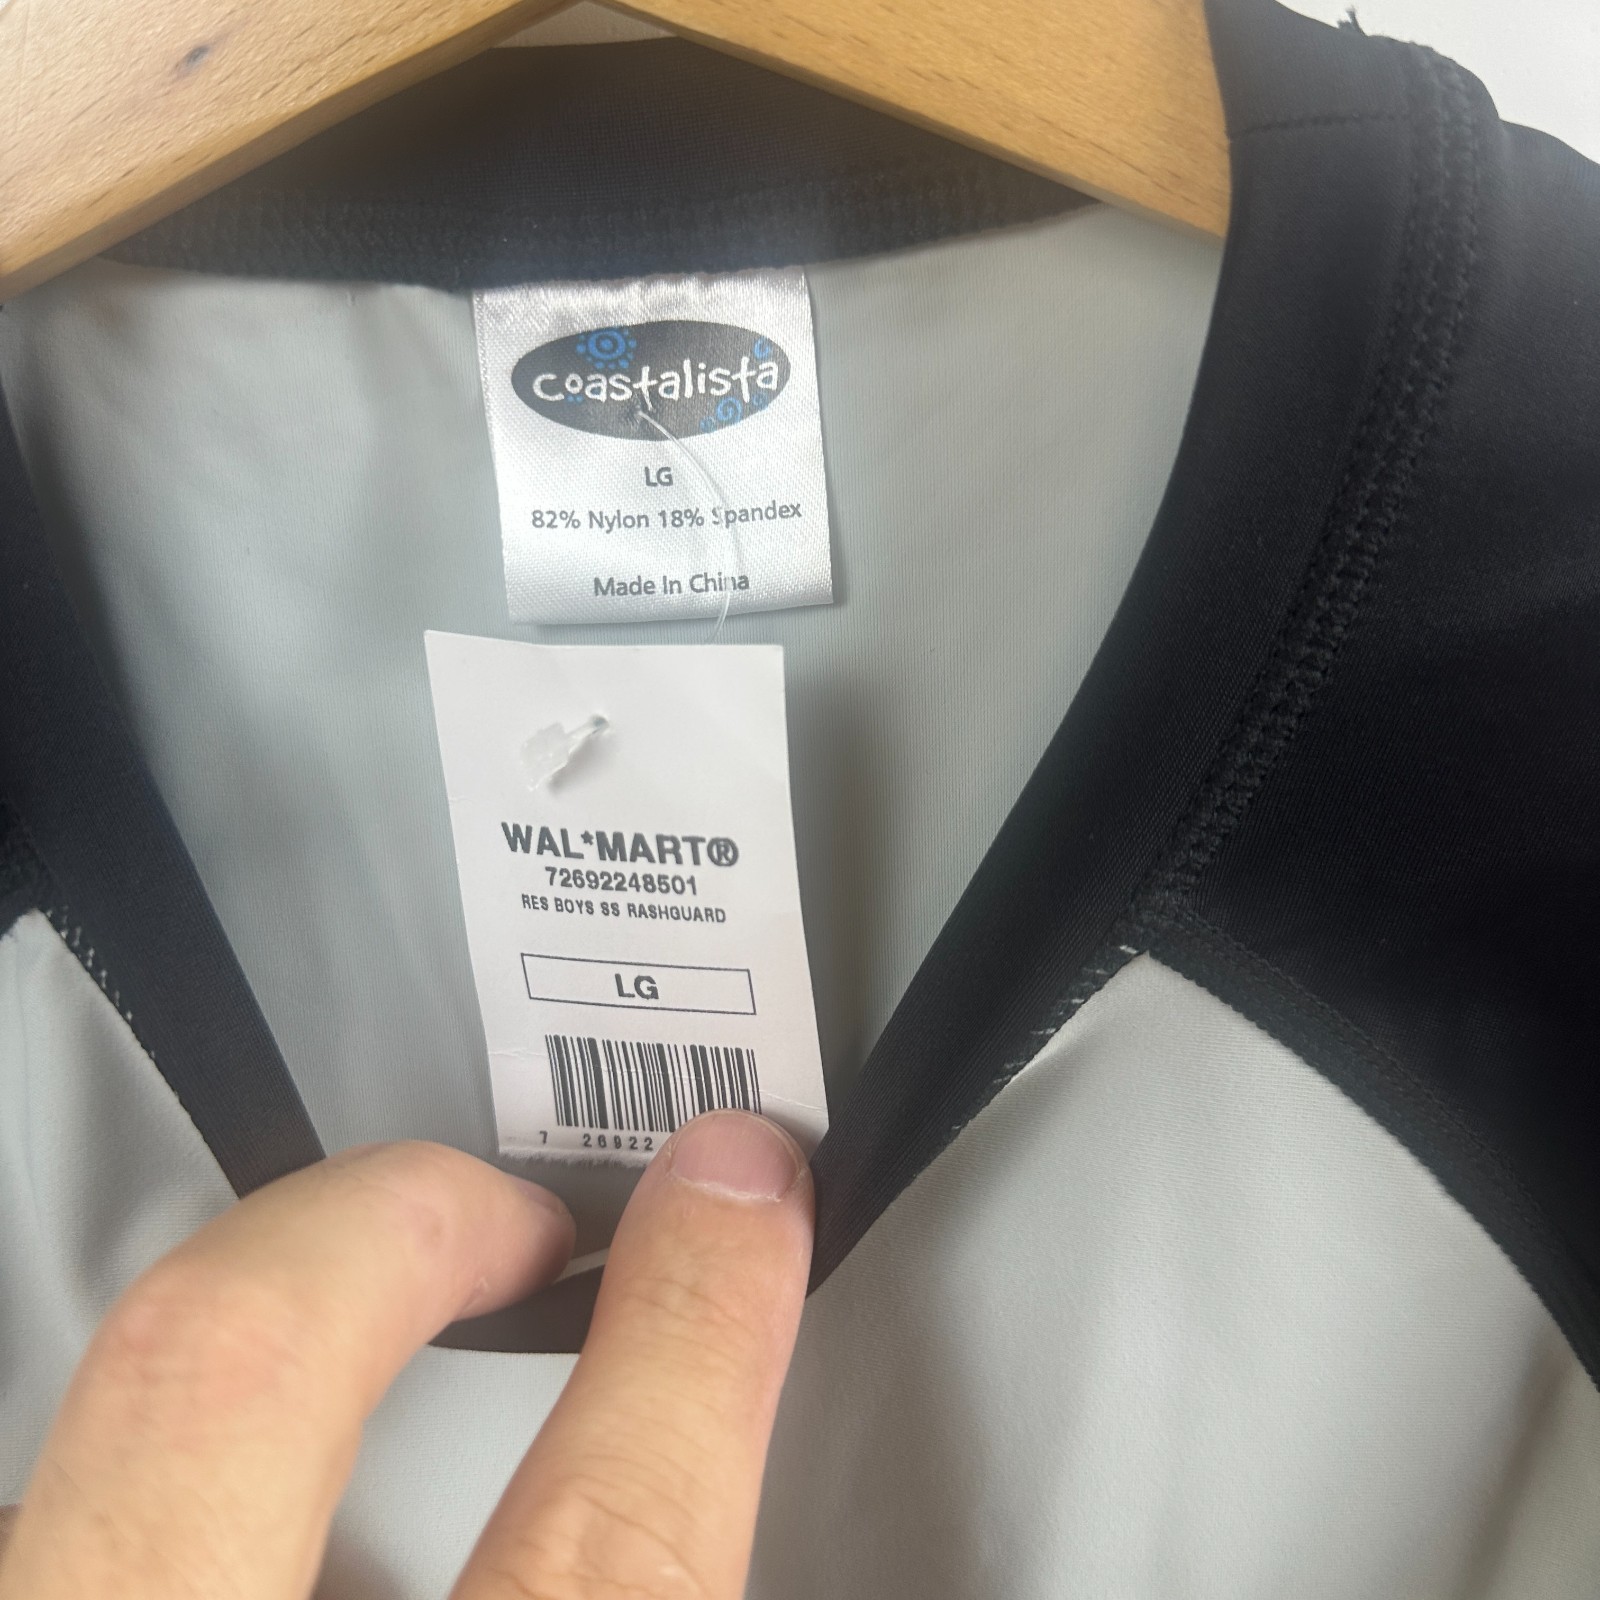 coastalista
LG
82% Nylon 18% Spandex
Made In China
WAL*MART®
72692248501
RES BOYS SS RASHGUARD
LG
7 26922